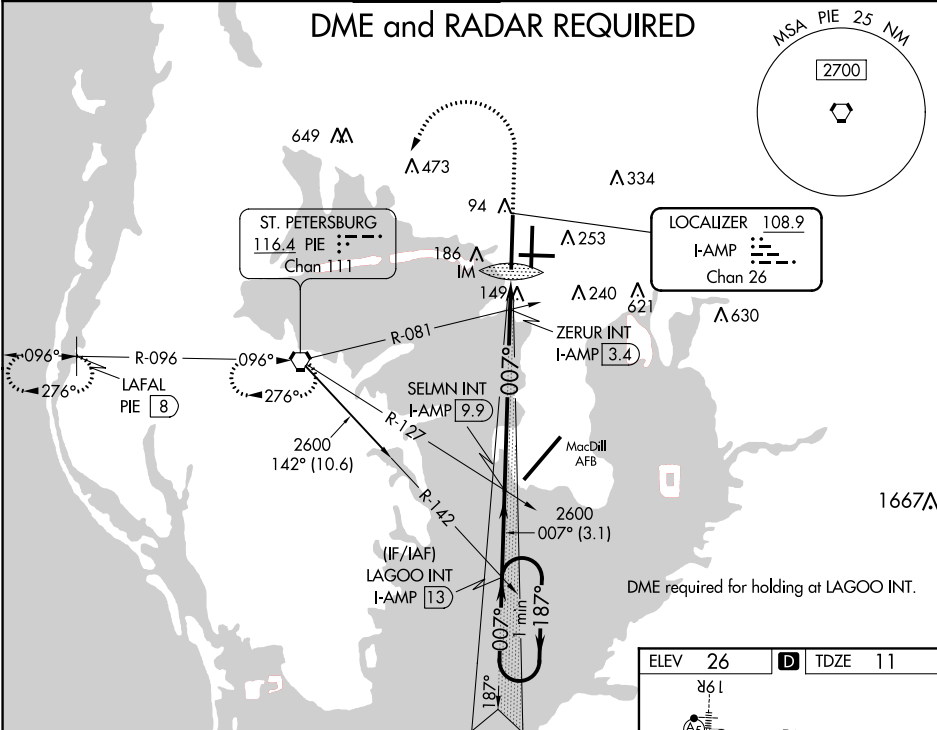 DME and RADAR REQUIRED
MSA PIE 25 NM
2700
649
473
334
94
ST. PETERSBURG
116.4 PIE
Chan 111
LOCALIZER 108.9
I-AMP
Chan 26
186
IM
253
149
240
621
630
R-081
ZERUR INT
I-AMP 3.4
096°
R-096
096°
276°
276°
LAFAL
PIE 8
007°
SELMN INT
I-AMP 9.9
R-127
2600
142° (10.6)
MacDill
AFB
R-142
1667
2600
007° (3.1)
(IF/IAF)
LAGOO INT
I-AMP 13
007°
1 min
187°
187°
DME required for holding at LAGOO INT.
ELEV 26 D TDZE 11
19R
A5